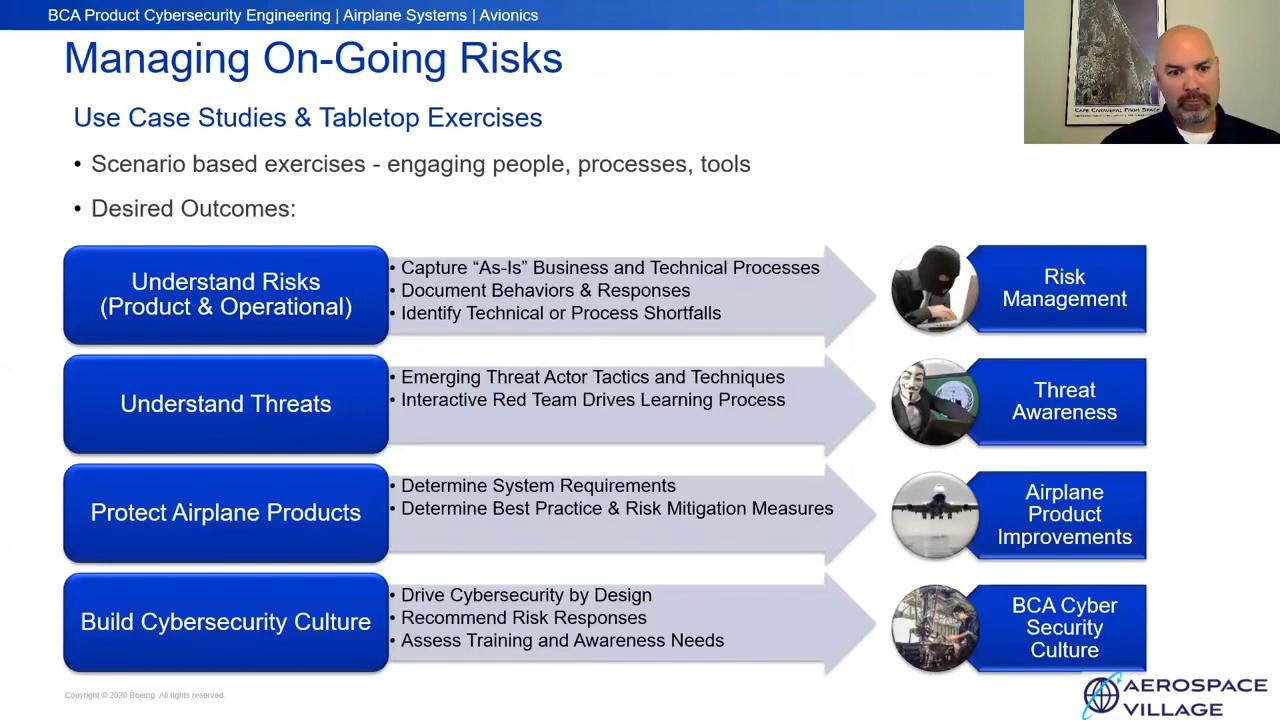 BCA Product Cybersecurity Engineering | Airplane Systems | Avionics
Managing On-Going Risks
CAPE CANAVERAL FROM SPACE
Use Case Studies & Tabletop Exercises
• Scenario based exercises - engaging people, processes, tools
• Desired Outcomes:
Understand Risks
(Product & Operational)
• Capture “As-Is” Business and Technical Processes
• Document Behaviors & Responses
• Identify Technical or Process Shortfalls
Risk
Management
Understand Threats
• Emerging Threat Actor Tactics and Techniques
• Interactive Red Team Drives Learning Process
Threat
Awareness
Protect Airplane Products
• Determine System Requirements
• Determine Best Practice & Risk Mitigation Measures
Airplane
Product
Improvements
Build Cybersecurity Culture
• Drive Cybersecurity by Design
• Recommend Risk Responses
• Assess Training and Awareness Needs
BCA Cyber
Security
Culture
Copyright © 2020 Boeing. All rights reserved.
AEROSPACE
VILLAGE